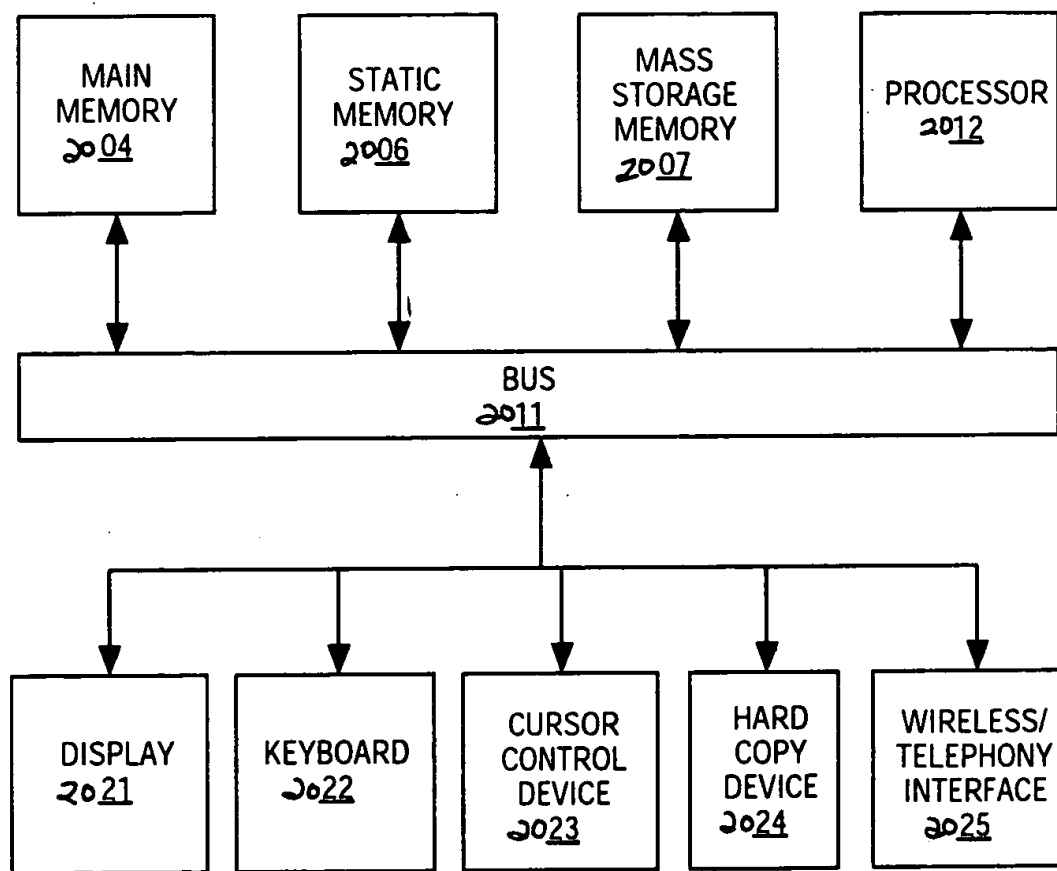 MAIN
MEMORY
2004
STATIC
MEMORY
2006
MASS
STORAGE
MEMORY
2007
PROCESSOR
2012
BUS
2011
DISPLAY
2021
KEYBOARD
2022
CURSOR
CONTROL
DEVICE
2023
HARD
COPY
DEVICE
2024
WIRELESS/
TELEPHONY
INTERFACE
2025